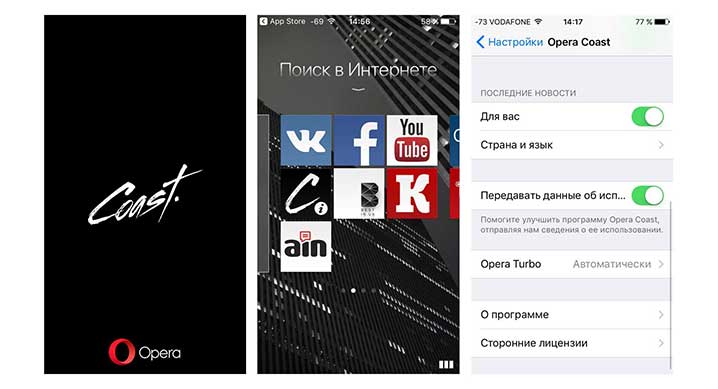 Coast.
Opera
App Store -69 14:56 58%
Поиск в Интернете
VK
f
You
Tube
C i
B
K
ain
-73 VODAFONE 14:17 77 %
Настройки Opera Coast
ПОСЛЕДНИЕ НОВОСТИ
Для вас
Страна и язык
Передавать данные об исп...
Помогите улучшить программу Opera Coast,
отправляя нам сведения о ее использовании.
Opera Turbo Автоматически
О программе
Сторонние лицензии